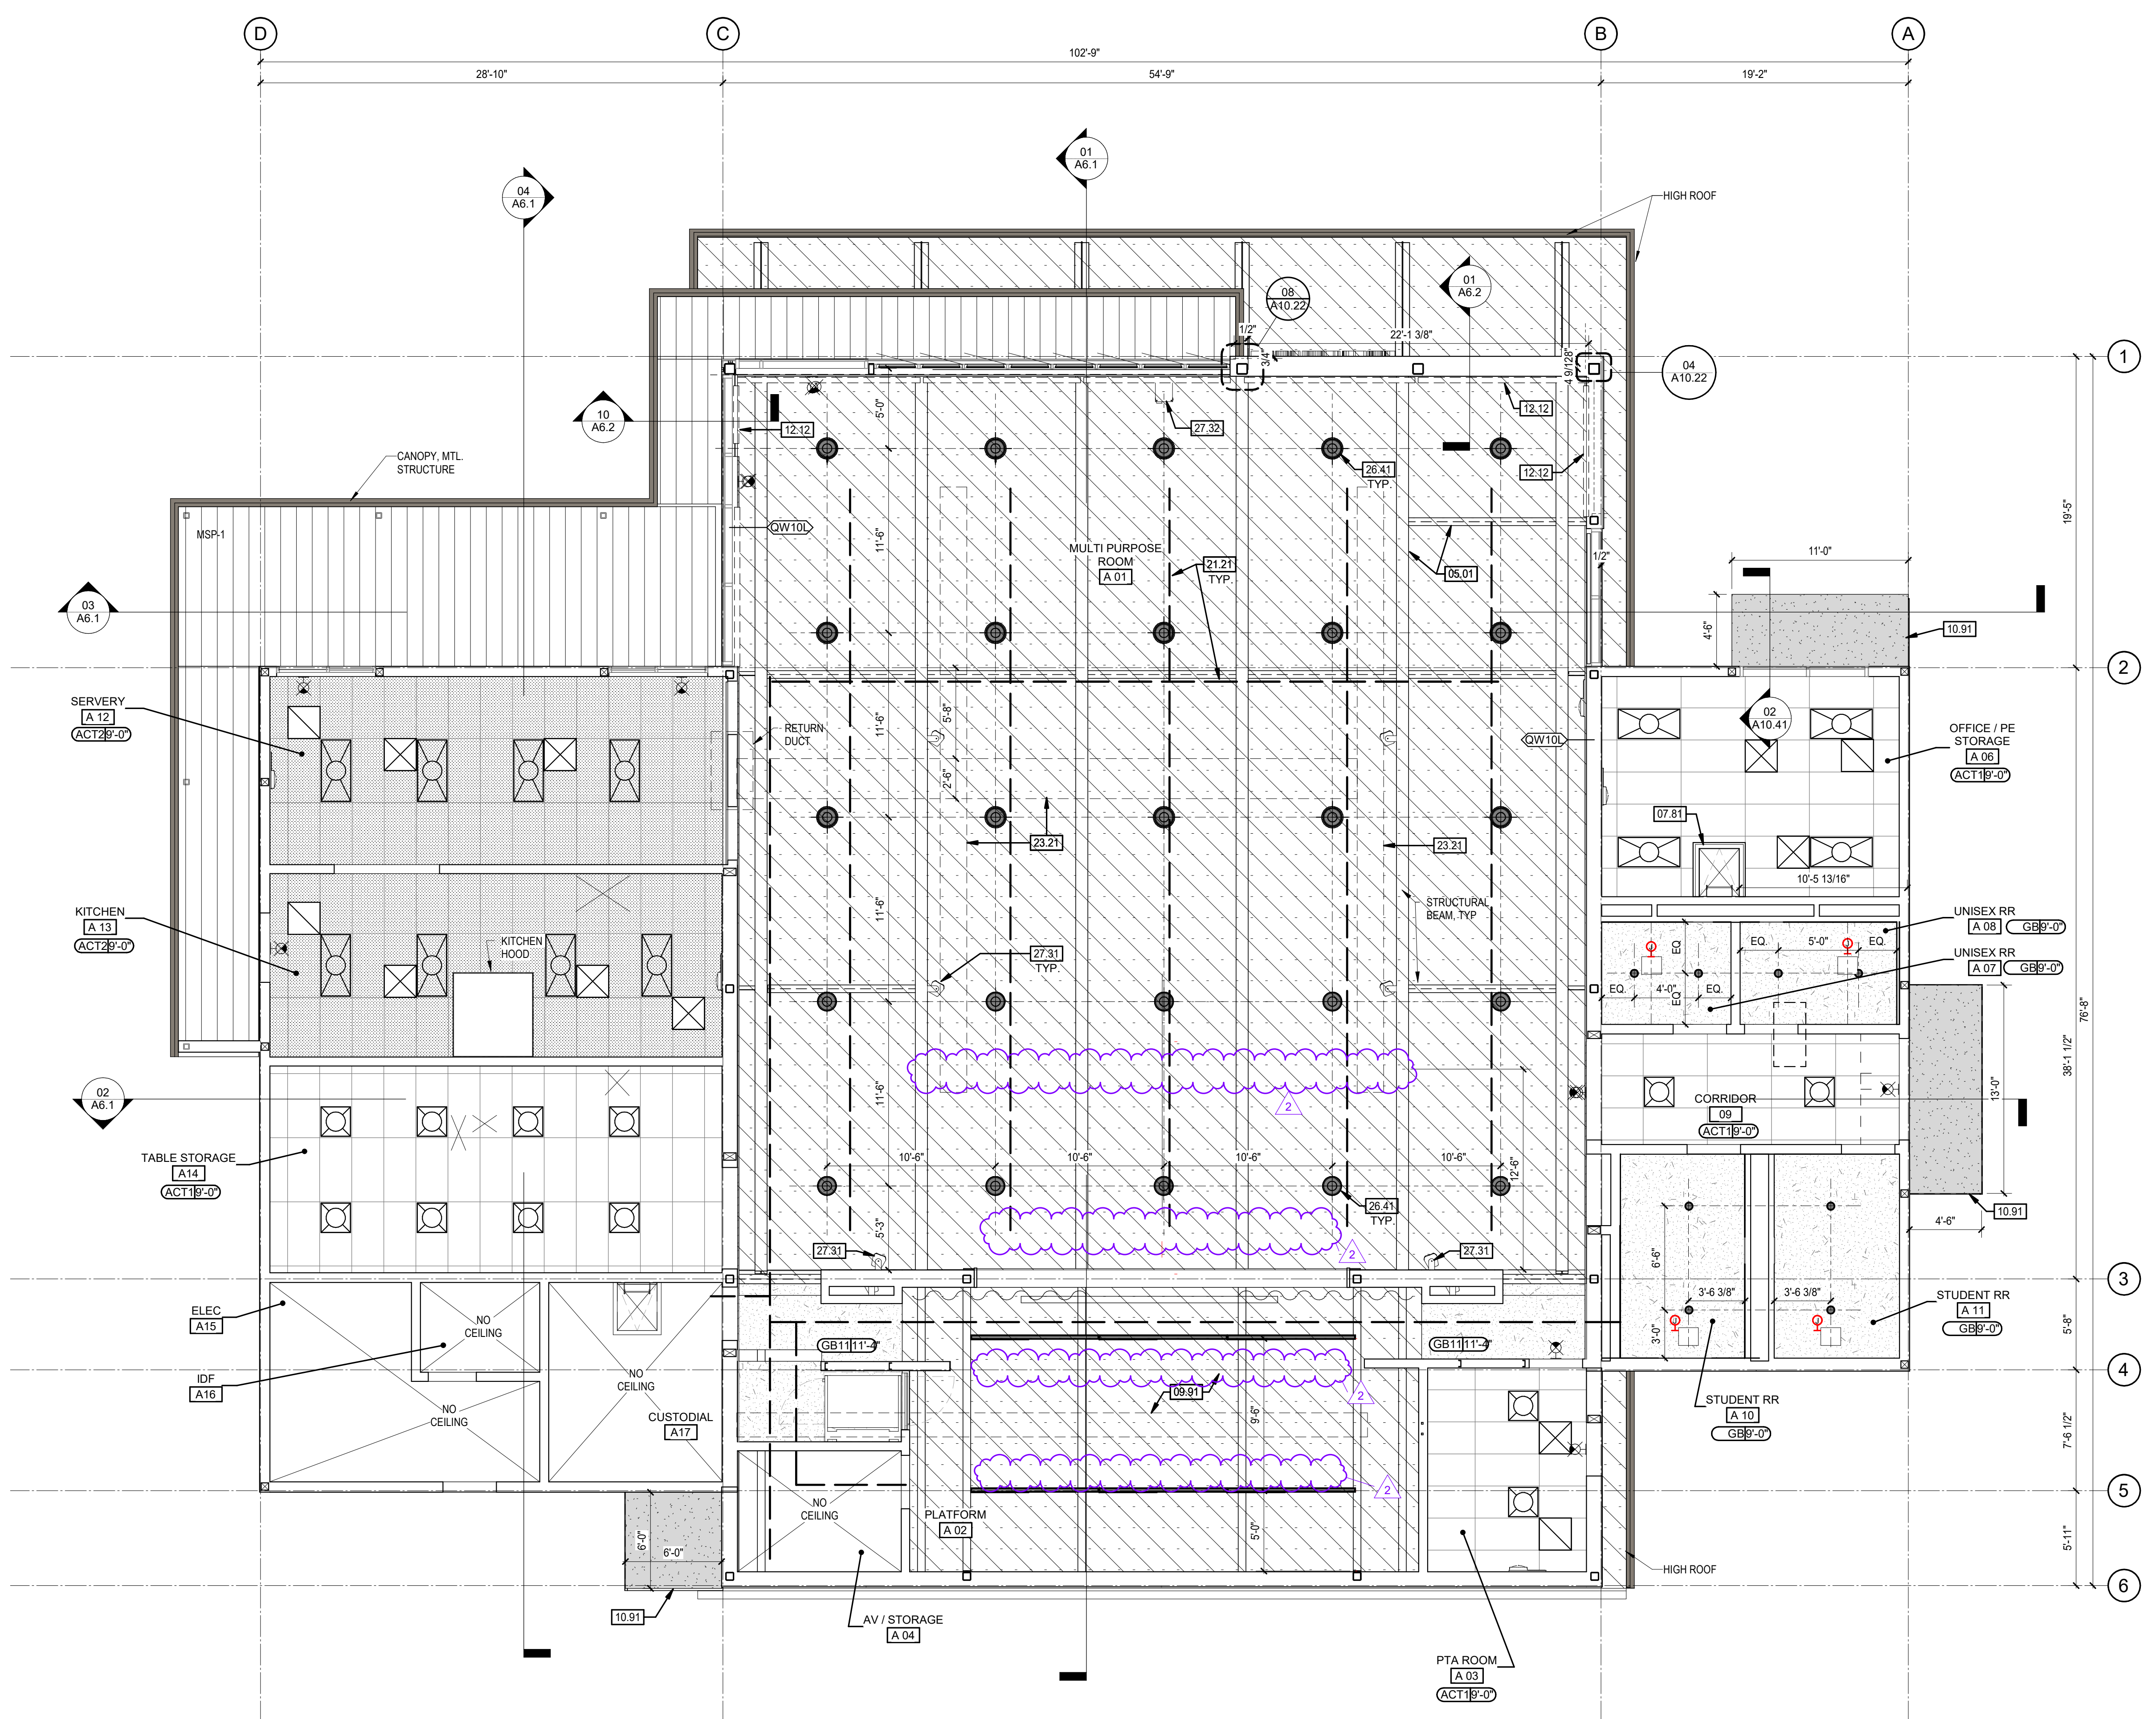 D
C
B
A
102'-9"
28'-10"
54'-9"
19'-2"
01
A6.1
04
A6.1
HIGH ROOF
01
A6.2
08
A10.22
1/2"
3/4"
22'-1 3/8"
4 9/128"
1
04
A10.22
10
A6.2
12.12
5'-0"
27.32
12.12
CANOPY, MTL.
STRUCTURE
26.41
TYP.
12.12
MSP-1
QW10L
11'-6"
MULTI PURPOSE
ROOM
A 01
21.21
TYP.
05.01
1/2"
19'-5"
11'-0"
03
A6.1
4'-6"
10.91
2
SERVERY
A 12
ACT2 9'-0"
RETURN
DUCT
11'-6"
5'-8"
2'-6"
QW10L
02
A10.41
OFFICE / PE
STORAGE
A 06
ACT1 9'-0"
07.81
23.21
23.21
10'-5 13/16"
KITCHEN
A 13
ACT2 9'-0"
KITCHEN
HOOD
11'-6"
STRUCTURAL
BEAM, TYP
27.31
TYP.
UNISEX RR
A 08
GB 9'-0"
EQ.
EQ
5'-0"
EQ.
UNISEX RR
A 07
GB 9'-0"
EQ.
4'-0"
EQ
EQ.
76'-8"
38'-1 1/2"
02
A6.1
11'-6"
2
13'-0"
CORRIDOR
09
ACT1 9'-0"
TABLE STORAGE
A14
ACT1 9'-0"
10'-6"
10'-6"
10'-6"
10'-6"
12'-6"
26.41
TYP.
10.91
4'-6"
5'-3"
27.31
2
27.31
6'-6"
3
3'-6 3/8"
3'-6 3/8"
STUDENT RR
A 11
GB 9'-0"
ELEC
A15
NO
CEILING
3'-0"
5'-8"
GB11 11'-4"
GB11 11'-4"
4
IDF
A16
NO
CEILING
NO
CEILING
CUSTODIAL
A17
09.91
2
9'-6"
STUDENT RR
A 10
GB 9'-0"
7'-6 1/2"
2
5
NO
CEILING
PLATFORM
A 02
6'-0"
6'-0"
5'-0"
5'-11"
HIGH ROOF
6
10.91
AV / STORAGE
A 04
PTA ROOM
A 03
ACT1 9'-0"